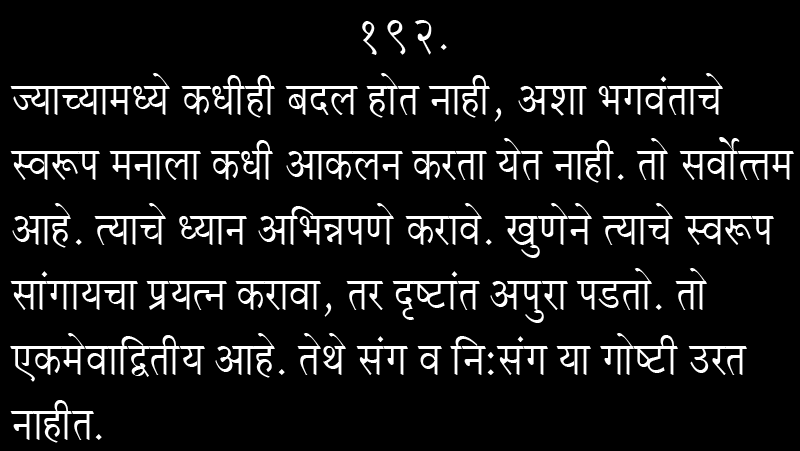 १९२.
ज्याच्यामध्ये कधीही बदल होत नाही, अशा भगवंताचे
स्वरूप मनाला कधी आकलन करता येत नाही. तो सर्वोत्तम
आहे. त्याचे ध्यान अभिन्नपणे करावे. खुणेने त्याचे स्वरूप
सांगायचा प्रयत्न करावा, तर दृष्टांत अपुरा पडतो. तो
एकमेवाद्वितीय आहे. तेथे संग व नि:संग या गोष्टी उरत
नाहीत.